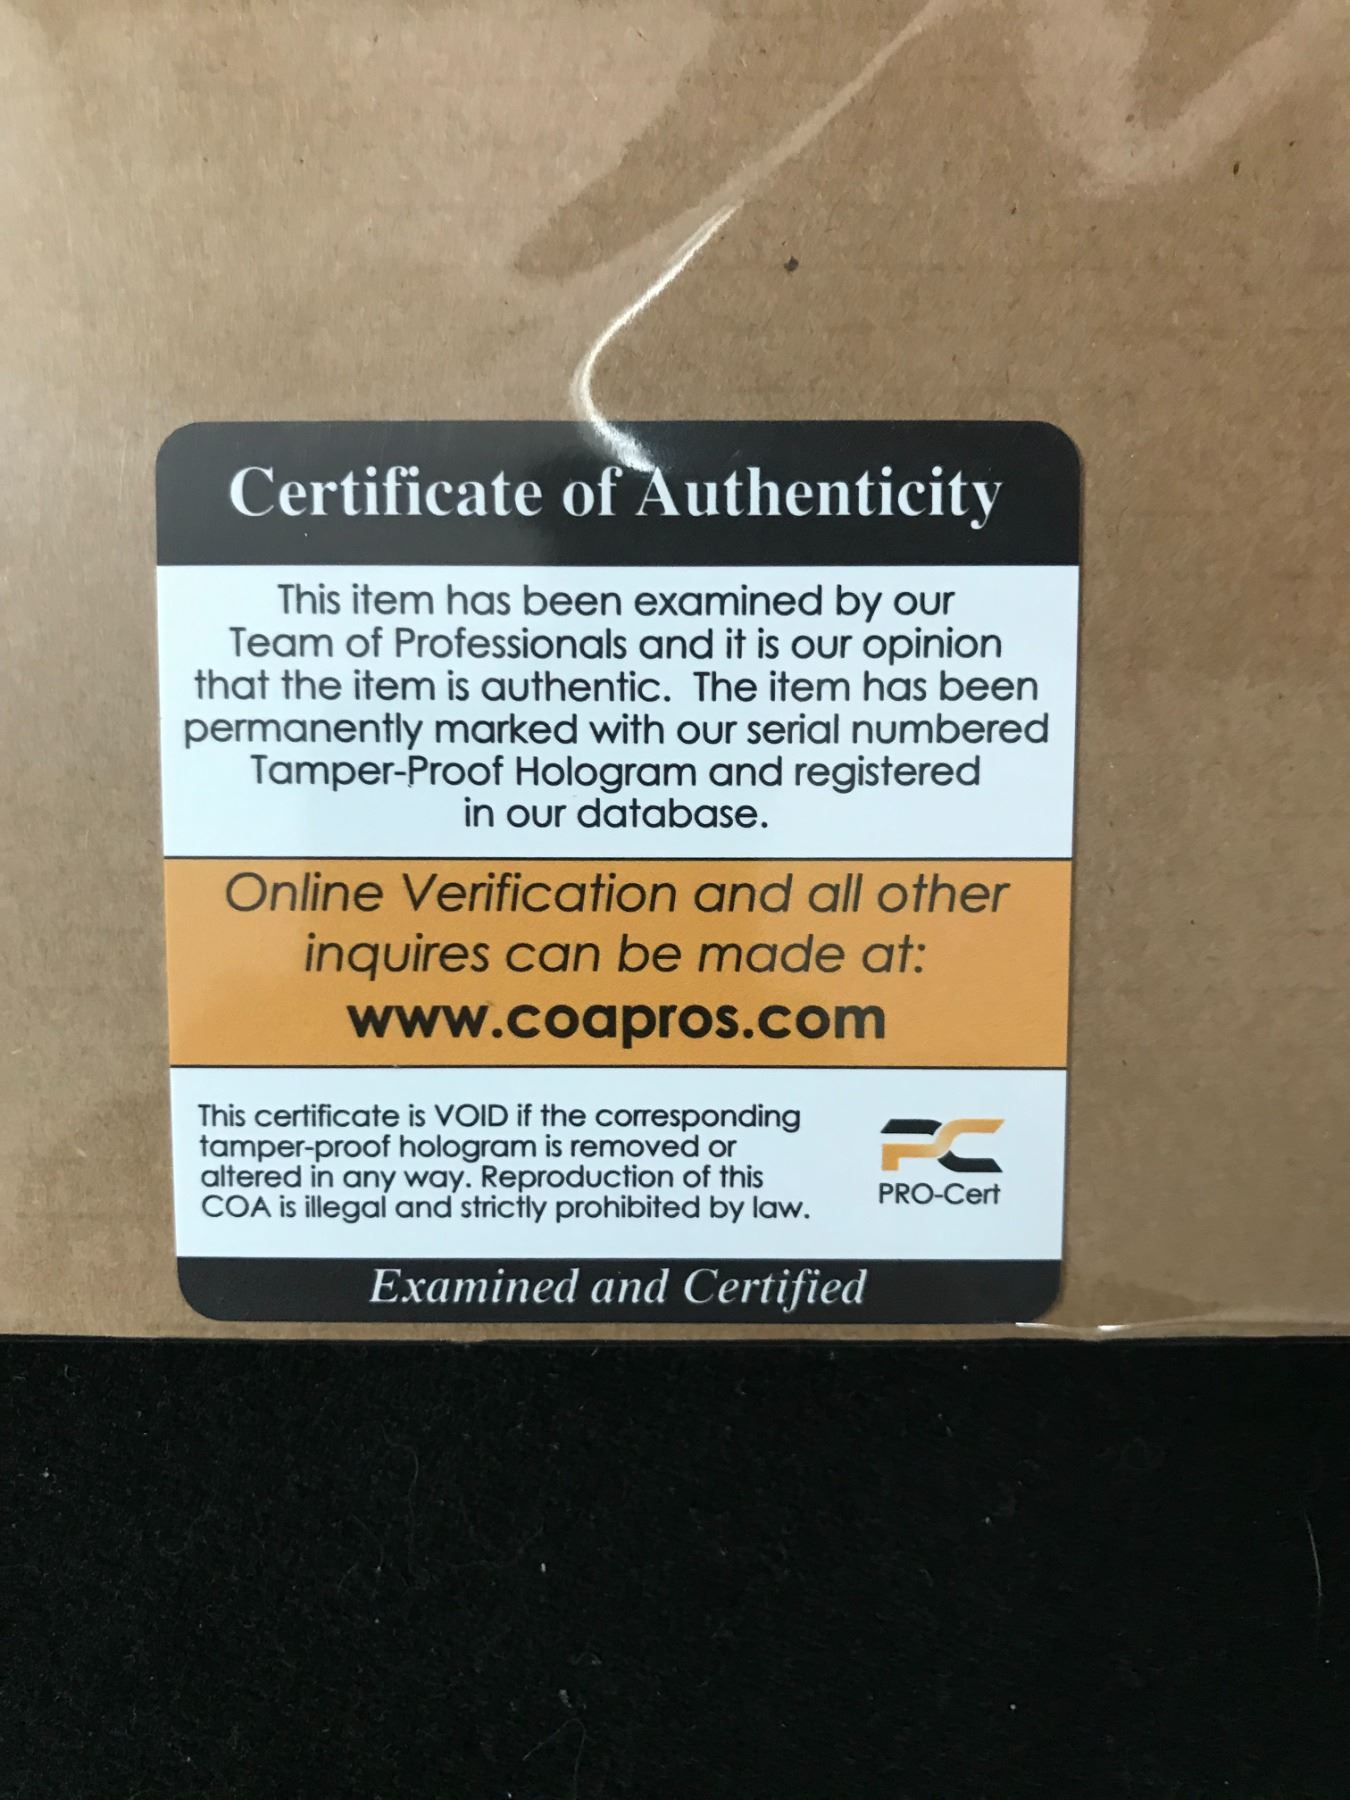 Certificate of Authenticity
This item has been examined by our
Team of Professionals and it is our opinion
that the item is authentic. The item has been
permanently marked with our serial numbered
Tamper-Proof Hologram and registered
in our database.
Online Verification and all other
inquires can be made at:
www.coapros.com
This certificate is VOID if the corresponding
tamper-proof hologram is removed or
altered in any way. Reproduction of this
COA is illegal and strictly prohibited by law.
PC
PRO-Cert
Examined and Certified